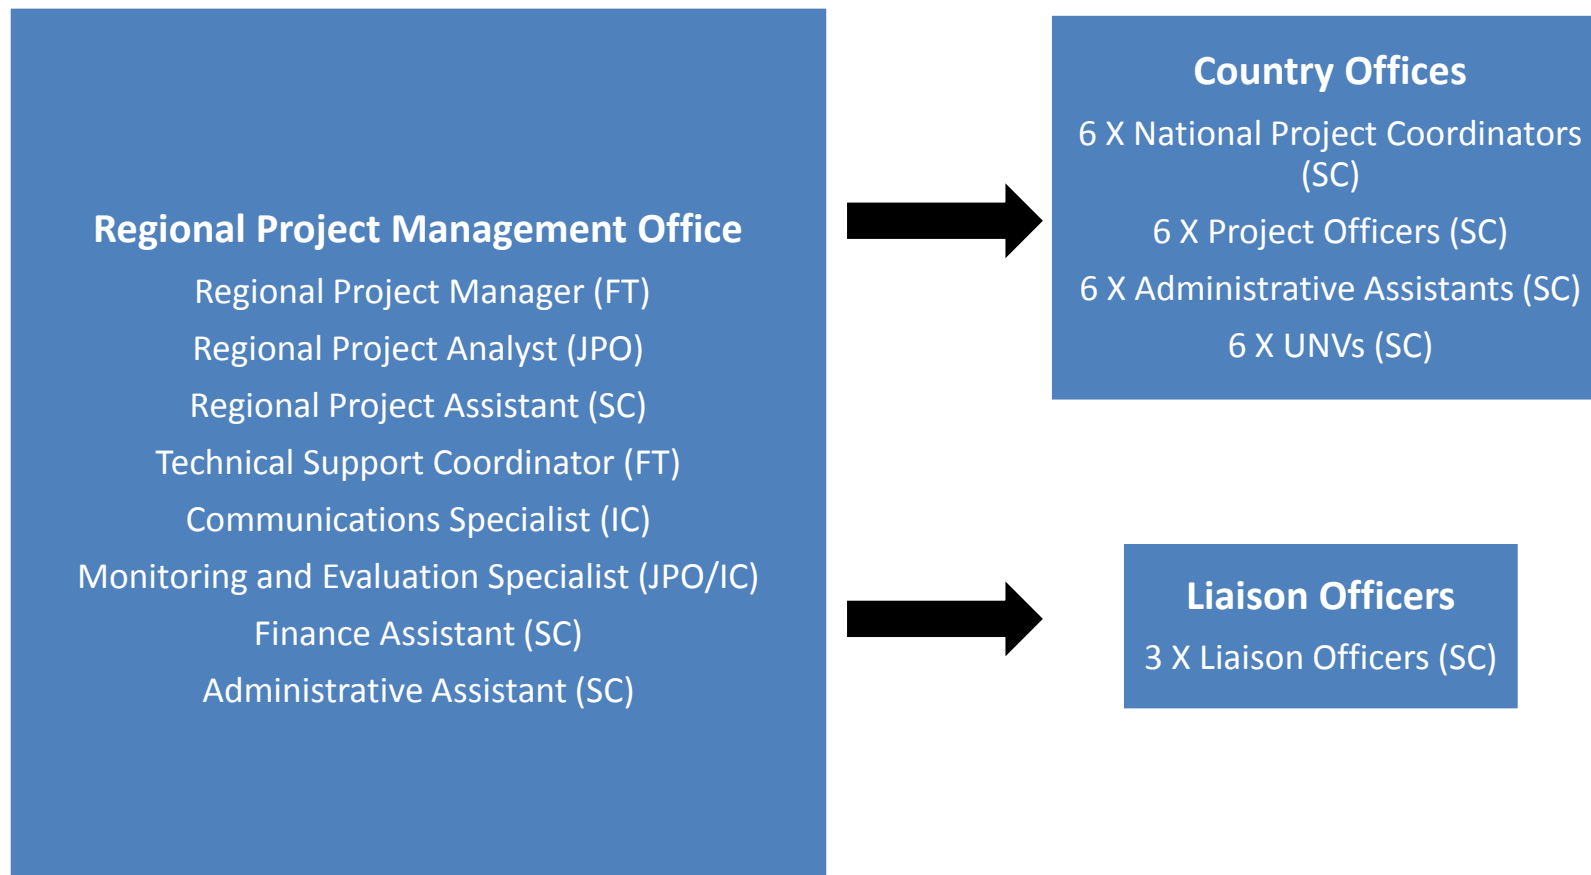 Regional Project Management Office
Regional Project Manager (FT)
Regional Project Analyst (JPO)
Regional Project Assistant (SC)
Technical Support Coordinator (FT)
Communications Specialist (IC)
Monitoring and Evaluation Specialist (JPO/IC)
Finance Assistant (SC)
Administrative Assistant (SC)
Country Offices
6 X National Project Coordinators
(SC)
6 X Project Officers (SC)
6 X Administrative Assistants (SC)
6 X UNVs (SC)
Liaison Officers
3 X Liaison Officers (SC)